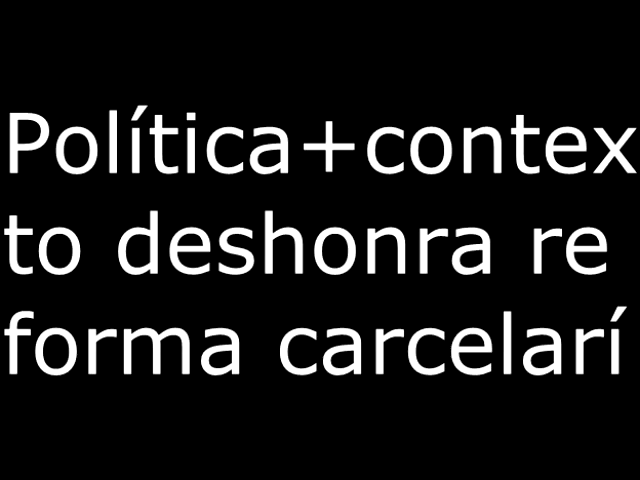 Política+contex
to deshonra re
forma carcelarí